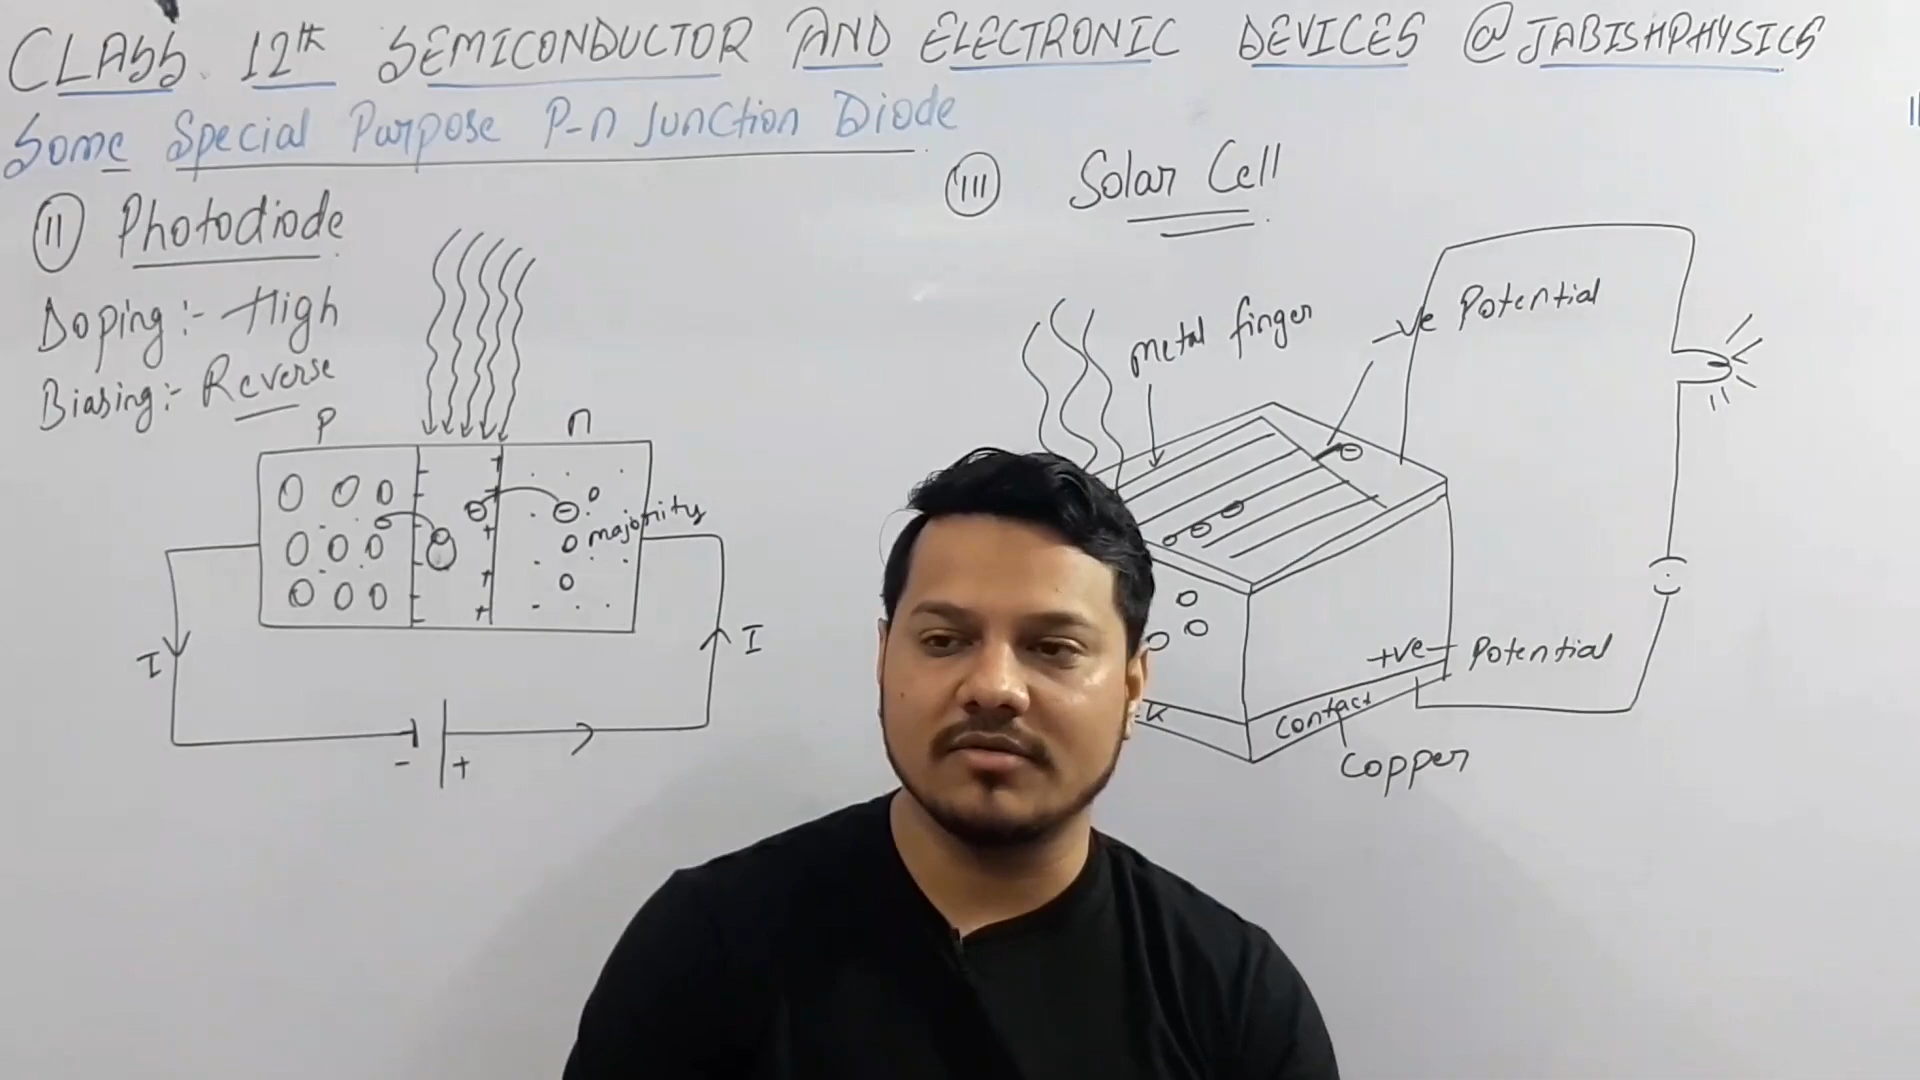 CLASS 12th SEMICONDUCTOR AND ELECTRONIC DEVICES @JABISHPHYSICS
Some Special Purpose P-n Junction Diode
II Photodiode
Doping:- High
Biasing:- Reverse
P
n
majority
I
I
- +
III Solar Cell
metal finger
-ve Potential
+ve Potential
Contact
Copper